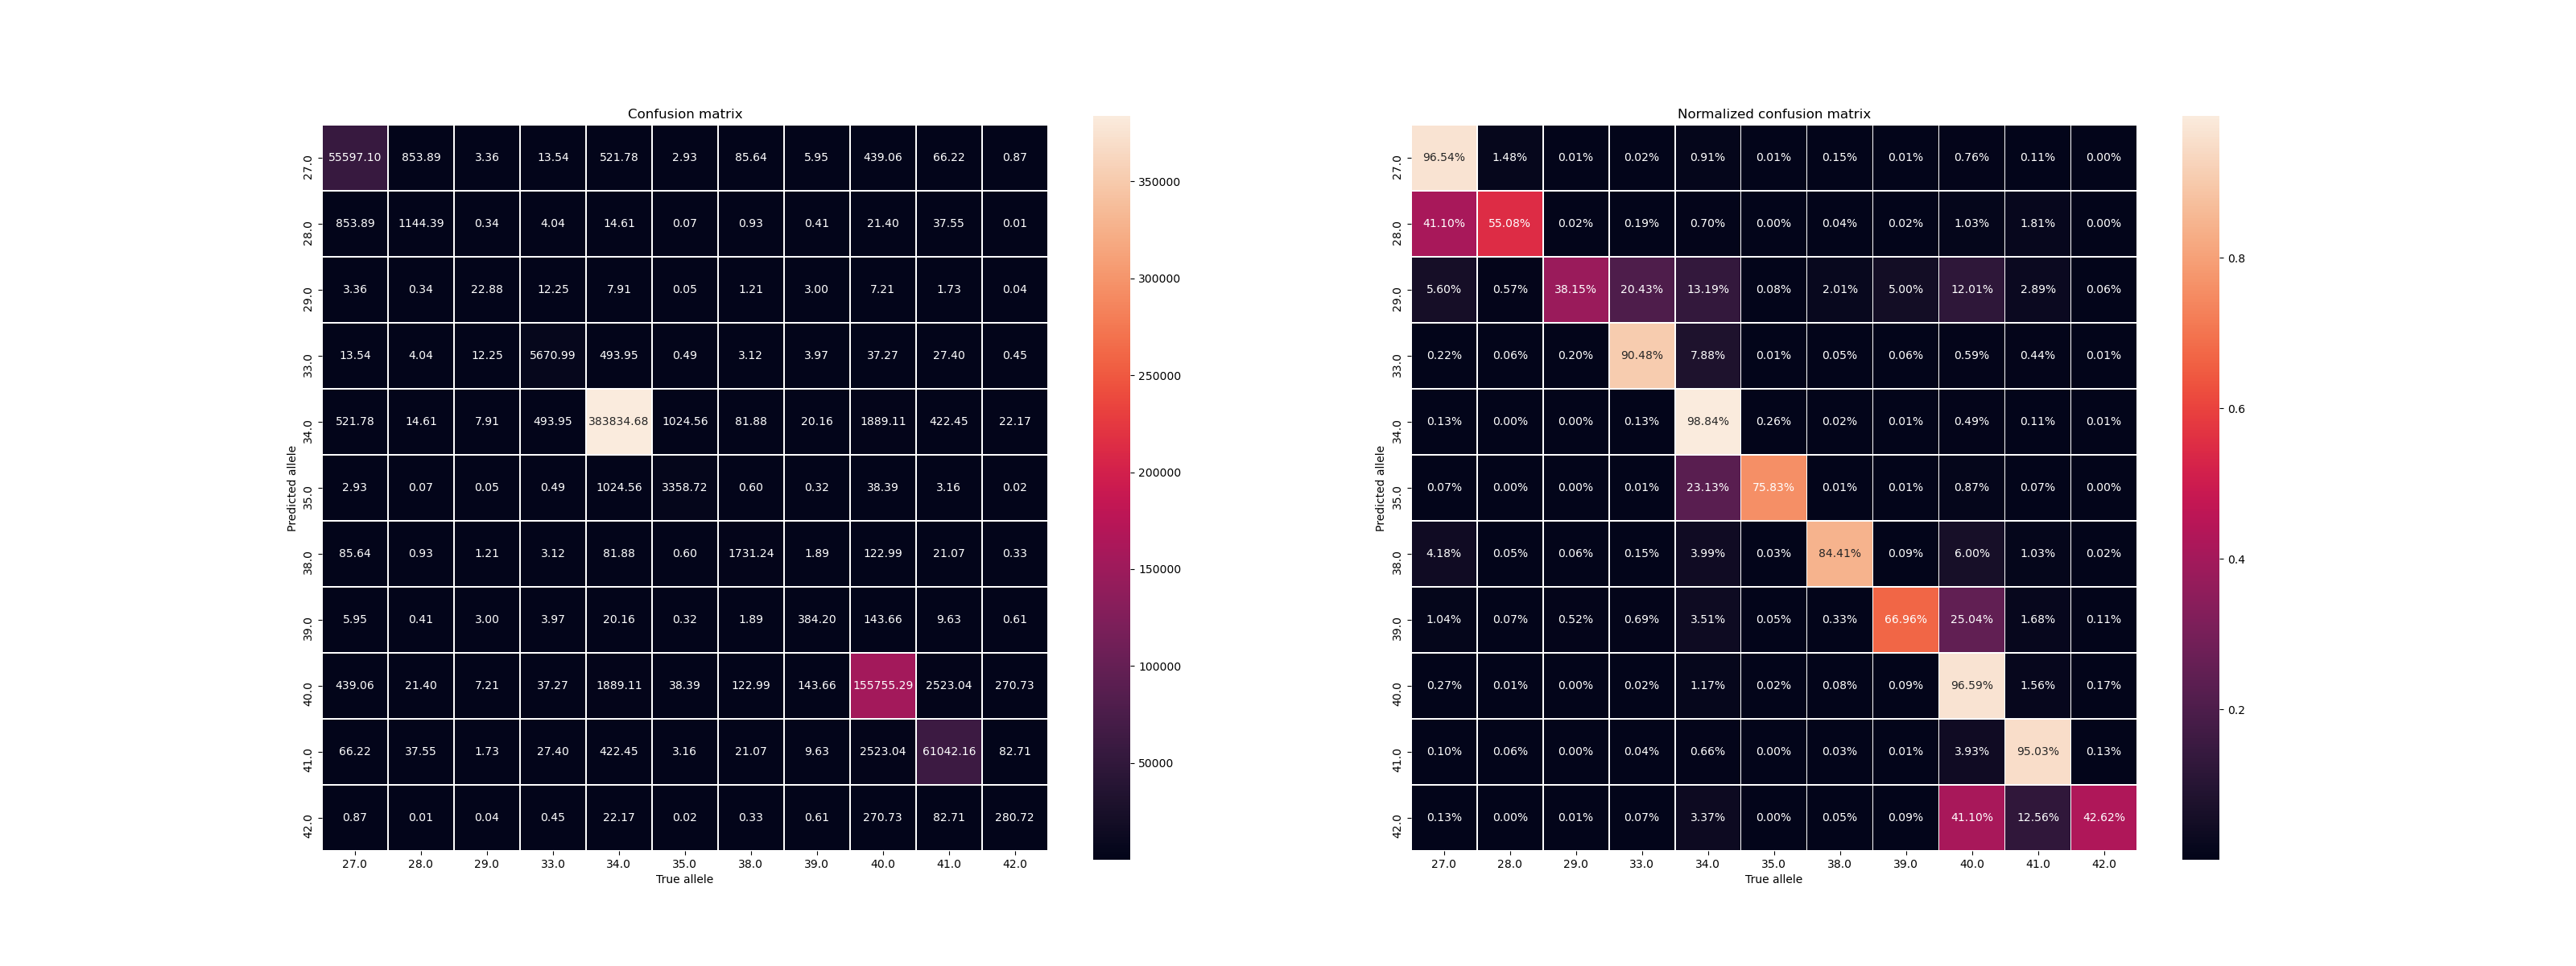 Confusion matrix
27.0 55597.10 853.89 3.36 13.54 521.78 2.93 85.64 5.95 439.06 66.22 0.87
28.0 853.89 1144.39 0.34 4.04 14.61 0.07 0.93 0.41 21.40 37.55 0.01
29.0 3.36 0.34 22.88 12.25 7.91 0.05 1.21 3.00 7.21 1.73 0.04
33.0 13.54 4.04 12.25 5670.99 493.95 0.49 3.12 3.97 37.27 27.40 0.45
34.0 521.78 14.61 7.91 493.95 383834.68 1024.56 81.88 20.16 1889.11 422.45 22.17
35.0 2.93 0.07 0.05 0.49 1024.56 3358.72 0.60 0.32 38.39 3.16 0.02
38.0 85.64 0.93 1.21 3.12 81.88 0.60 1731.24 1.89 122.99 21.07 0.33
39.0 5.95 0.41 3.00 3.97 20.16 0.32 1.89 384.20 143.66 9.63 0.61
40.0 439.06 21.40 7.21 37.27 1889.11 38.39 122.99 143.66 155755.29 2523.04 270.73
41.0 66.22 37.55 1.73 27.40 422.45 3.16 21.07 9.63 2523.04 61042.16 82.71
42.0 0.87 0.01 0.04 0.45 22.17 0.02 0.33 0.61 270.73 82.71 280.72
27.0 28.0 29.0 33.0 34.0 35.0 38.0 39.0 40.0 41.0 42.0
True allele
Predicted allele
350000
300000
250000
200000
150000
100000
50000
Normalized confusion matrix
27.0 96.54% 1.48% 0.01% 0.02% 0.91% 0.01% 0.15% 0.01% 0.76% 0.11% 0.00%
28.0 41.10% 55.08% 0.02% 0.19% 0.70% 0.00% 0.04% 0.02% 1.03% 1.81% 0.00%
29.0 5.60% 0.57% 38.15% 20.43% 13.19% 0.08% 2.01% 5.00% 12.01% 2.89% 0.06%
33.0 0.22% 0.06% 0.20% 90.48% 7.88% 0.01% 0.05% 0.06% 0.59% 0.44% 0.01%
34.0 0.13% 0.00% 0.00% 0.13% 98.84% 0.26% 0.02% 0.01% 0.49% 0.11% 0.01%
35.0 0.07% 0.00% 0.00% 0.01% 23.13% 75.83% 0.01% 0.01% 0.87% 0.07% 0.00%
38.0 4.18% 0.05% 0.06% 0.15% 3.99% 0.03% 84.41% 0.09% 6.00% 1.03% 0.02%
39.0 1.04% 0.07% 0.52% 0.69% 3.51% 0.05% 0.33% 66.96% 25.04% 1.68% 0.11%
40.0 0.27% 0.01% 0.00% 0.02% 1.17% 0.02% 0.08% 0.09% 96.59% 1.56% 0.17%
41.0 0.10% 0.06% 0.00% 0.04% 0.66% 0.00% 0.03% 0.01% 3.93% 95.03% 0.13%
42.0 0.13% 0.00% 0.01% 0.07% 3.37% 0.00% 0.05% 0.09% 41.10% 12.56% 42.62%
27.0 28.0 29.0 33.0 34.0 35.0 38.0 39.0 40.0 41.0 42.0
True allele
Predicted allele
0.8
0.6
0.4
0.2